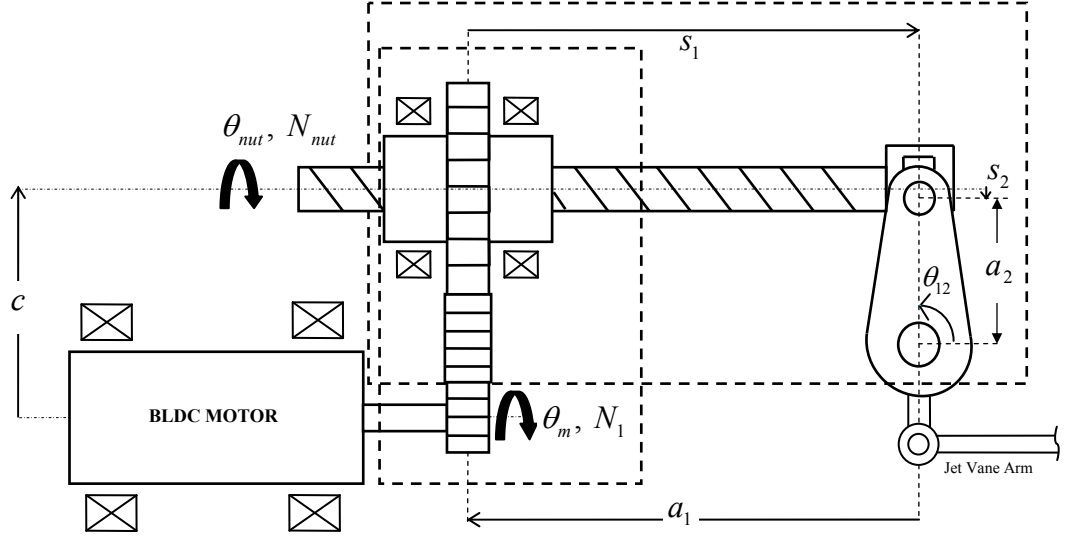 s₁
θₙᵤₜ, Nₙᵤₜ
s₂
a₂
θ₁₂
c
BLDC MOTOR
θₘ, N₁
Jet Vane Arm
a₁